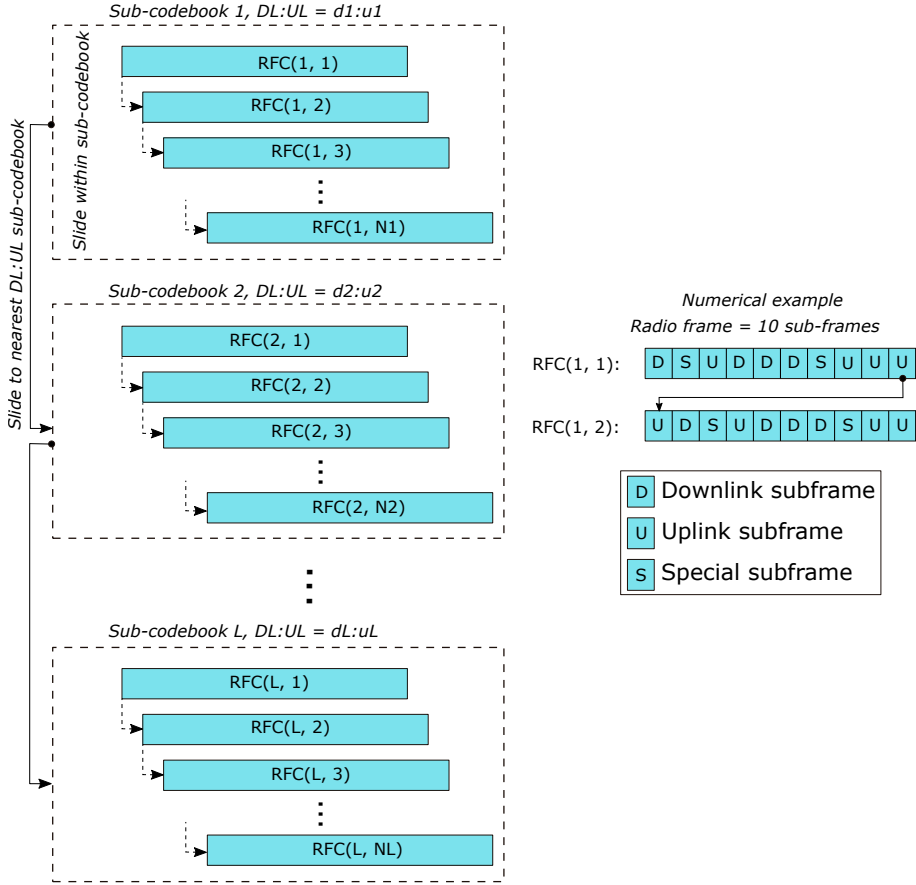 Sub-codebook 1, DL:UL = d1:u1
RFC(1, 1)
RFC(1, 2)
RFC(1, 3)
RFC(1, N1)
Slide within sub-codebook
Slide to nearest DL:UL sub-codebook
Sub-codebook 2, DL:UL = d2:u2
RFC(2, 1)
RFC(2, 2)
RFC(2, 3)
RFC(2, N2)
Sub-codebook L, DL:UL = dL:uL
RFC(L, 1)
RFC(L, 2)
RFC(L, 3)
RFC(L, NL)
Numerical example
Radio frame = 10 sub-frames
RFC(1, 1): D S U D D D S U U U
RFC(1, 2): U D S U D D D S U U
D Downlink subframe
U Uplink subframe
S Special subframe